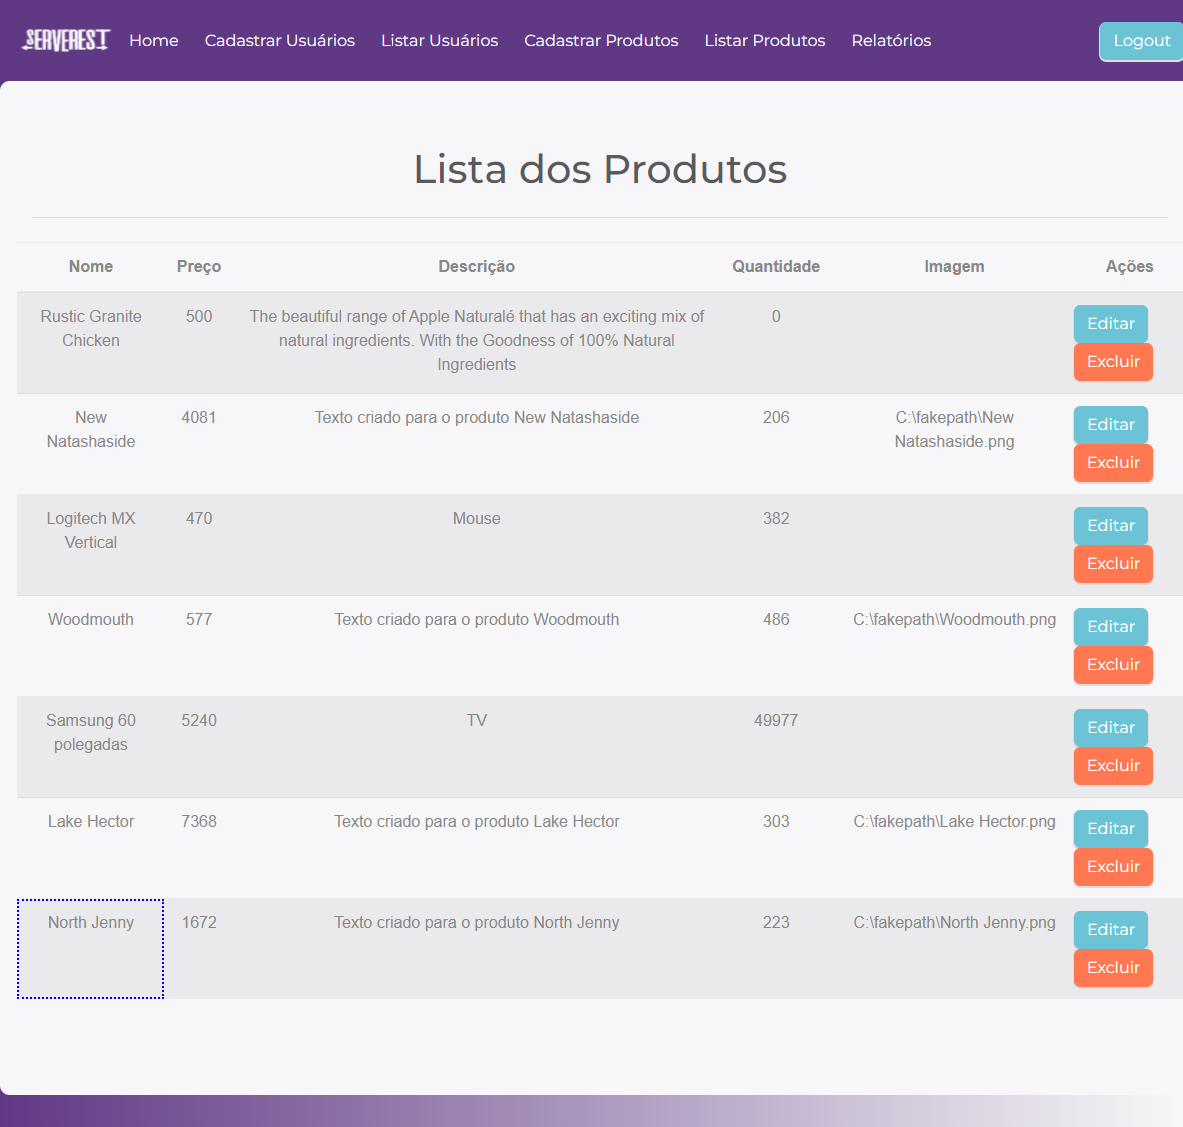 SERVEREST Home Cadastrar Usuários Listar Usuários Cadastrar Produtos Listar Produtos Relatórios Logout
Lista dos Produtos
Nome Preço Descrição Quantidade Imagem Ações
Rustic Granite 500 The beautiful range of Apple Naturalé that has an exciting mix of 0 Editar
Chicken natural ingredients. With the Goodness of 100% Natural
Ingredients Excluir
New 4081 Texto criado para o produto New Natashaside 206 C:\fakepath\New Editar
Natashaside Natashaside.png
Excluir
Logitech MX 470 Mouse 382 Editar
Vertical
Excluir
Woodmouth 577 Texto criado para o produto Woodmouth 486 C:\fakepath\Woodmouth.png Editar
Excluir
Samsung 60 5240 TV 49977 Editar
polegadas
Excluir
Lake Hector 7368 Texto criado para o produto Lake Hector 303 C:\fakepath\Lake Hector.png Editar
Excluir
North Jenny 1672 Texto criado para o produto North Jenny 223 C:\fakepath\North Jenny.png Editar
Excluir